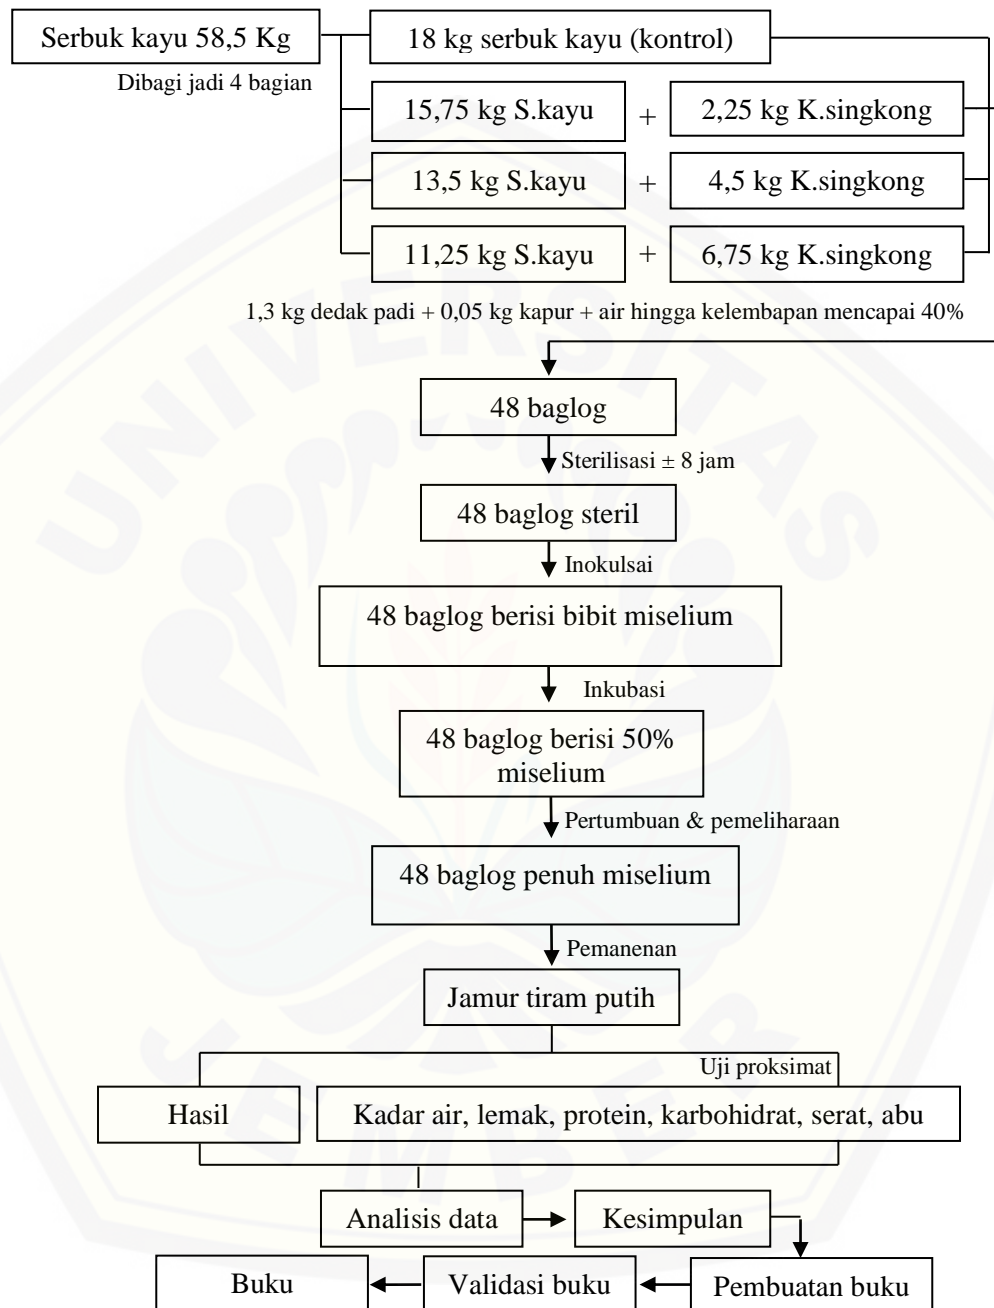 Serbuk kayu 58,5 Kg
18 kg serbuk kayu (kontrol)
Dibagi jadi 4 bagian
15,75 kg S.kayu + 2,25 kg K.singkong
13,5 kg S.kayu + 4,5 kg K.singkong
11,25 kg S.kayu + 6,75 kg K.singkong
1,3 kg dedak padi + 0,05 kg kapur + air hingga kelembapan mencapai 40%
48 baglog
Sterilisasi ± 8 jam
48 baglog steril
Inokulsai
48 baglog berisi bibit miselium
Inkubasi
48 baglog berisi 50%
miselium
Pertumbuan & pemeliharaan
48 baglog penuh miselium
Pemanenan
Jamur tiram putih
Uji proksimat
Hasil
Kadar air, lemak, protein, karbohidrat, serat, abu
Analisis data
Kesimpulan
Buku
Validasi buku
Pembuatan buku
UNIVERSITAS
JEMBER